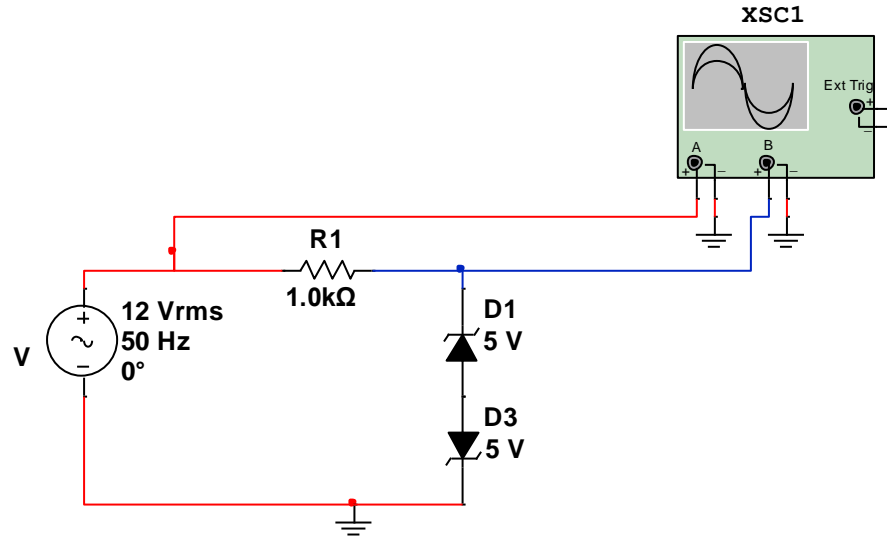 XSC1
Ext Trig
+
_
A
B
+
_
+
_
R1
1.0kΩ
V
+
−
12 Vrms
50 Hz
0°
D1
5 V
D3
5 V